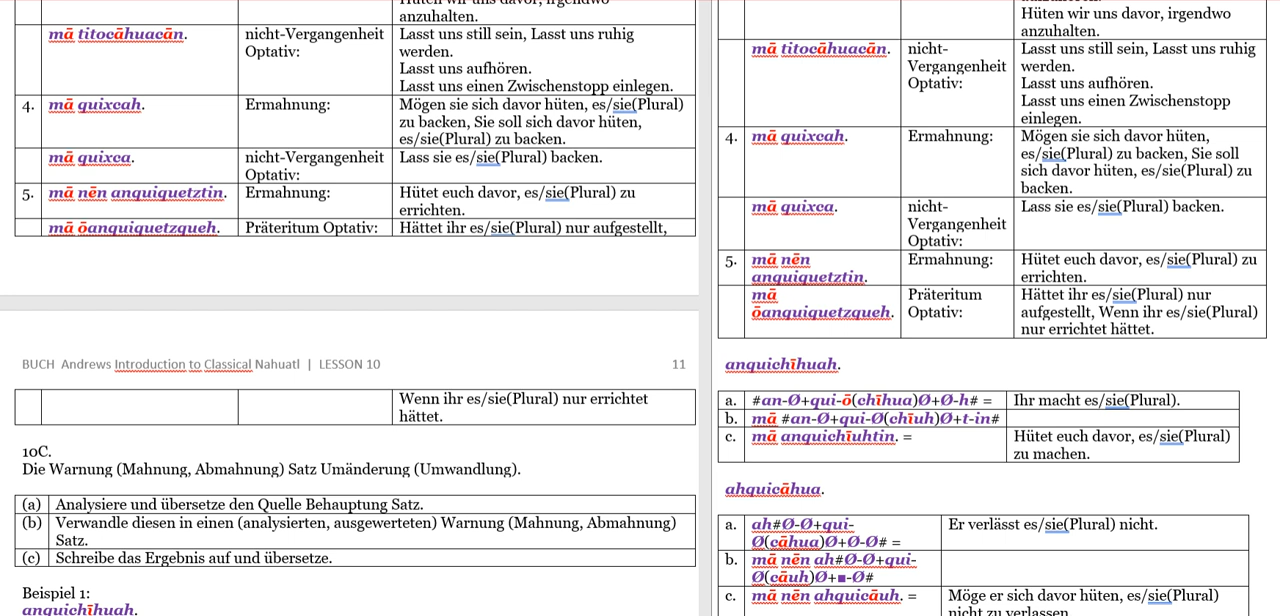 Hüten wir uns davor, irgendwo
anzuhalten.
mā titocāhuacān. nicht-Vergangenheit Lasst uns still sein, Lasst uns ruhig
Optativ: werden.
Lasst uns aufhören.
Lasst uns einen Zwischenstopp einlegen.
4. mā quixcah. Ermahnung: Mögen sie sich davor hüten, es/sie(Plural)
zu backen, Sie soll sich davor hüten,
es/sie(Plural) zu backen.
mā quixca. nicht-Vergangenheit Lass sie es/sie(Plural) backen.
Optativ:
5. mā nēn anquiquetztin. Ermahnung: Hütet euch davor, es/sie(Plural) zu
errichten.
mā ōanquiquetzqueh. Präteritum Optativ: Hättet ihr es/sie(Plural) nur aufgestellt,
BUCH Andrews Introduction to Classical Nahuatl | LESSON 10 11
Wenn ihr es/sie(Plural) nur errichtet
hättet.
10C.
Die Warnung (Mahnung, Abmahnung) Satz Umänderung (Umwandlung).
(a) Analysiere und übersetze den Quelle Behauptung Satz.
(b) Verwandle diesen in einen (analysierten, ausgewerteten) Warnung (Mahnung, Abmahnung)
Satz.
(c) Schreibe das Ergebnis auf und übersetze.
Beispiel 1:
anquichīhuah.
Hüten wir uns davor, irgendwo
anzuhalten.
mā titocāhuacān. nicht- Lasst uns still sein, Lasst uns ruhig
Vergangenheit werden.
Optativ: Lasst uns aufhören.
Lasst uns einen Zwischenstopp
einlegen.
4. mā quixcah. Ermahnung: Mögen sie sich davor hüten,
es/sie(Plural) zu backen, Sie soll
sich davor hüten, es/sie(Plural) zu
backen.
mā quixca. nicht- Lass sie es/sie(Plural) backen.
Vergangenheit
Optativ:
5. mā nēn Ermahnung: Hütet euch davor, es/sie(Plural) zu
anquiquetztin. errichten.
mā Präteritum Hättet ihr es/sie(Plural) nur
ōanquiquetzqueh. Optativ: aufgestellt, Wenn ihr es/sie(Plural)
nur errichtet hättet.
anquichīhuah.
a. #an-Ø+qui-ō(chīhua)Ø+Ø-h# = Ihr macht es/sie(Plural).
b. mā #an-Ø+qui-Ø(chīuh)Ø+t-in#
c. mā anquichīuhtin. = Hütet euch davor, es/sie(Plural)
zu machen.
ahquicāhua.
a. ah#Ø-Ø+qui- Er verlässt es/sie(Plural) nicht.
Ø(cāhua)Ø+Ø-Ø# =
b. mā nēn ah#Ø-Ø+qui-
Ø(cāuh)Ø+■-Ø#
c. mā nēn ahquicāuh. = Möge er sich davor hüten, es/sie(Plural)
nicht zu verlassen